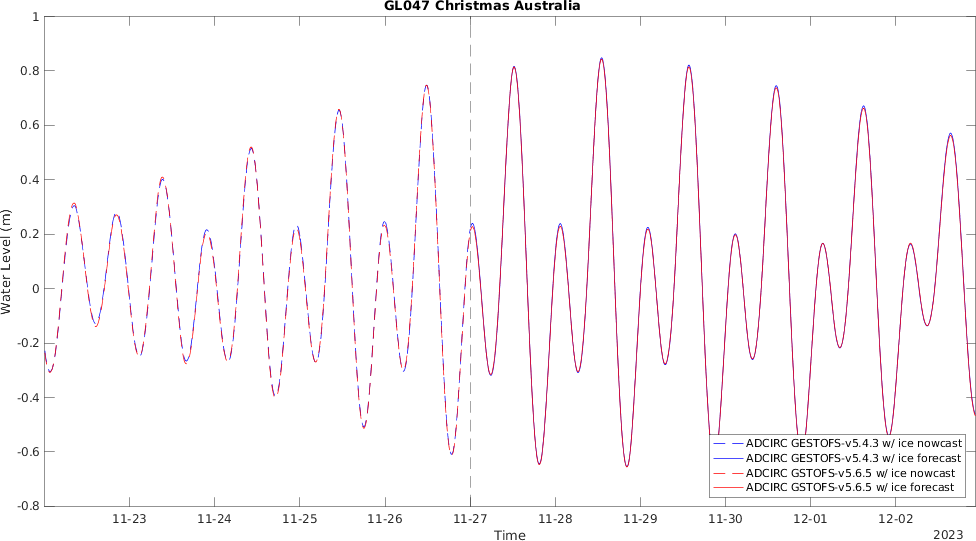 GL047 Christmas Australia
1
0.8
0.6
0.4
0.2
0
-0.2
-0.4
-0.6
-0.8
Water Level (m)
ADCIRC GESTOFS-v5.4.3 w/ ice nowcast
ADCIRC GESTOFS-v5.4.3 w/ ice forecast
ADCIRC GSTOFS-v5.6.5 w/ ice nowcast
ADCIRC GSTOFS-v5.6.5 w/ ice forecast
11-23 11-24 11-25 11-26 11-27 11-28 11-29 11-30 12-01 12-02
Time
2023